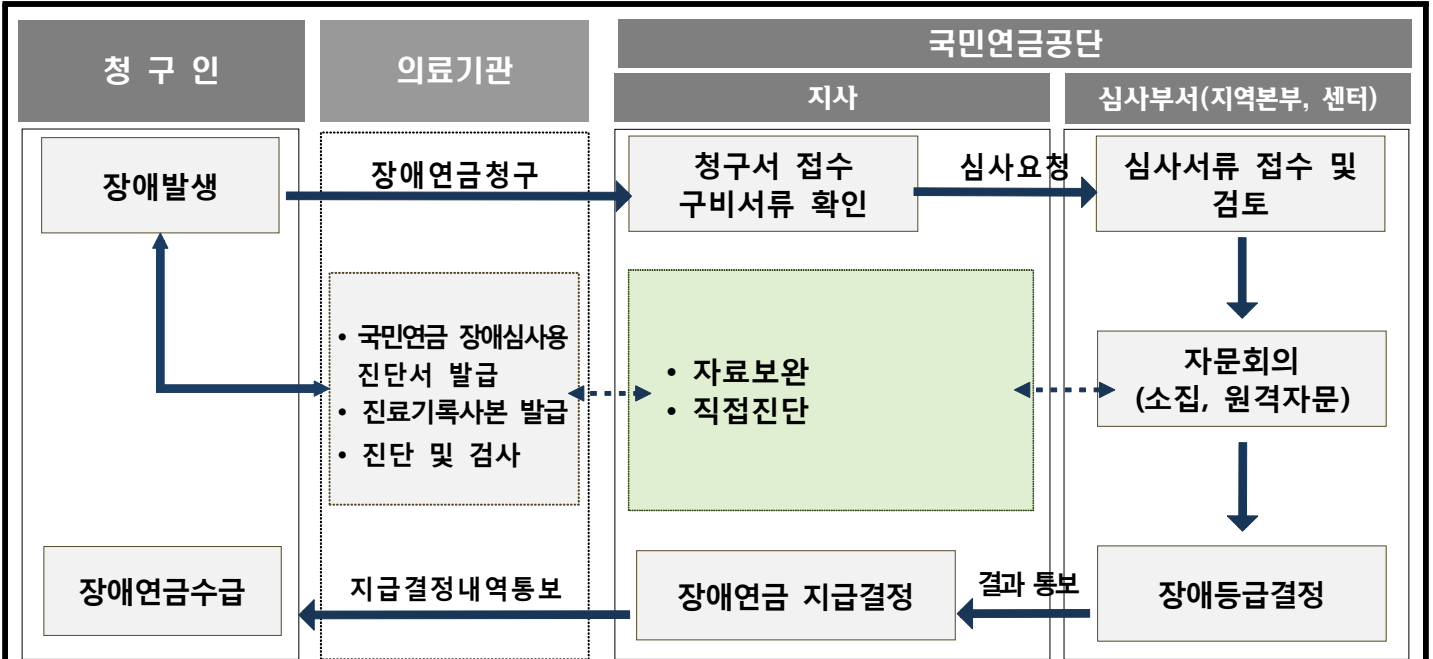 청 구 인
의료기관
국민연금공단
지사
심사부서(지역본부, 센터)
장애발생
장애연금청구
청구서 접수
구비서류 확인
심사요청
심사서류 접수 및
검토
• 국민연금 장애심사용
진단서 발급
• 진료기록사본 발급
• 진단 및 검사
• 자료보완
• 직접진단
자문회의
(소집, 원격자문)
장애연금수급
지급결정내역통보
장애연금 지급결정
결과 통보
장애등급결정